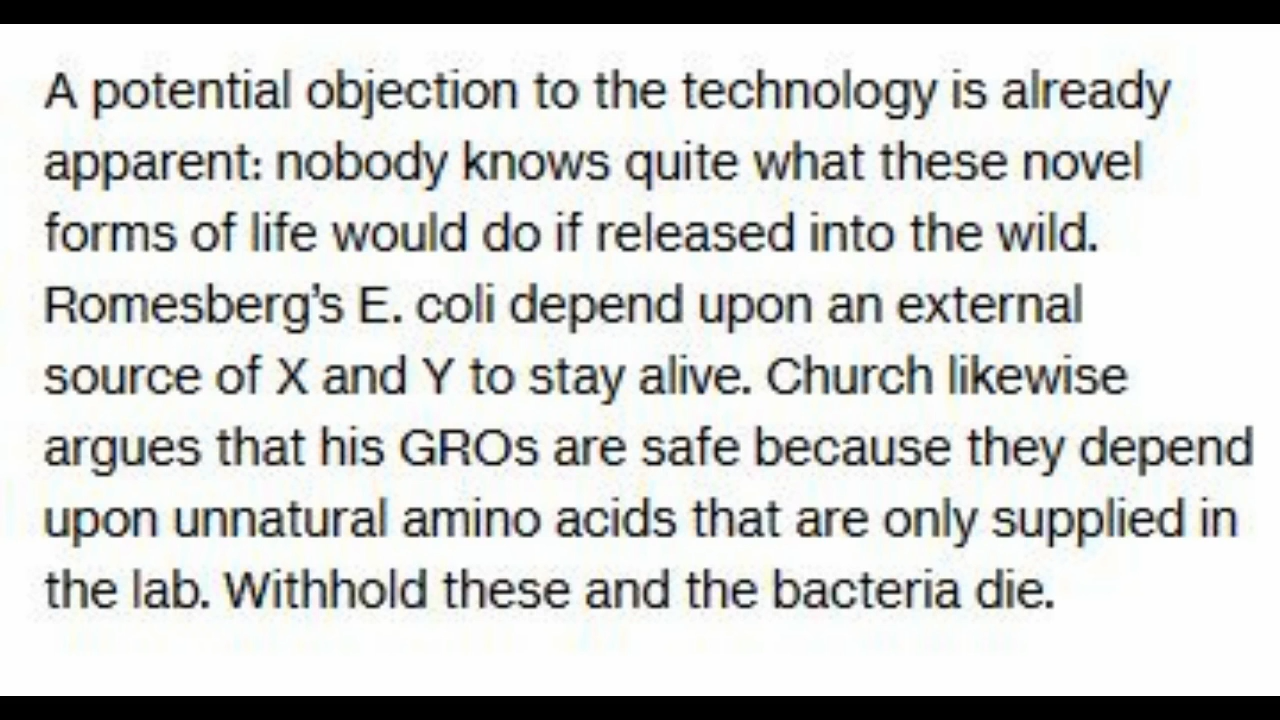 A potential objection to the technology is already
apparent: nobody knows quite what these novel
forms of life would do if released into the wild.
Romesberg’s E. coli depend upon an external
source of X and Y to stay alive. Church likewise
argues that his GROs are safe because they depend
upon unnatural amino acids that are only supplied in
the lab. Withhold these and the bacteria die.